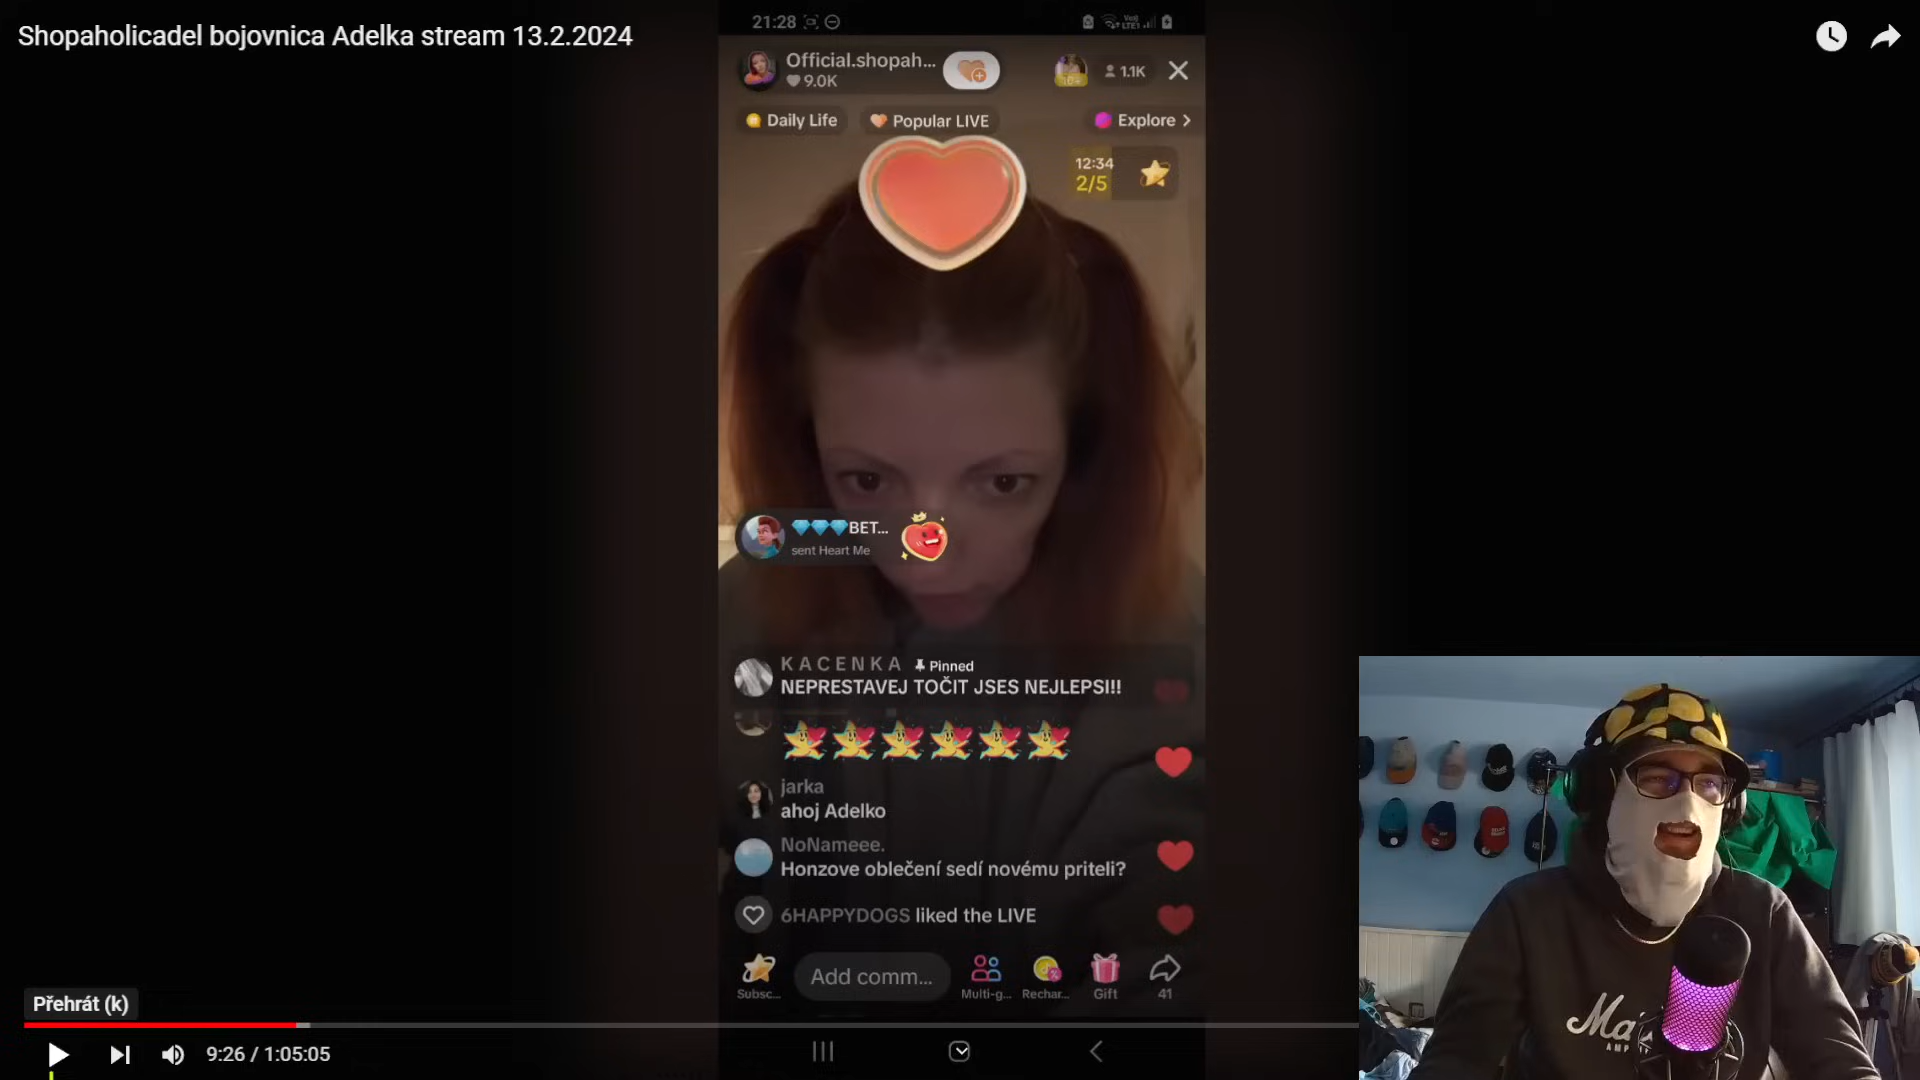 Shopaholicadel bojovnica Adelka stream 13.2.2024
21:28
Official.shopah...
9.0K
1.1K
Daily Life
Popular LIVE
Explore
12:34
2/5
BET...
sent Heart Me
K A C E N K A Pinned
NEPRESTAVEJ TOČIT JSES NEJLEPSI!!
jarka
ahoj Adelko
NoNameee.
Honzove oblečení sedí novému priteli?
6HAPPYDOGS liked the LIVE
Subsc...
Add comm...
Multi-g...
Rechar...
Gift
41
Přehrát (k)
9:26 / 1:05:05